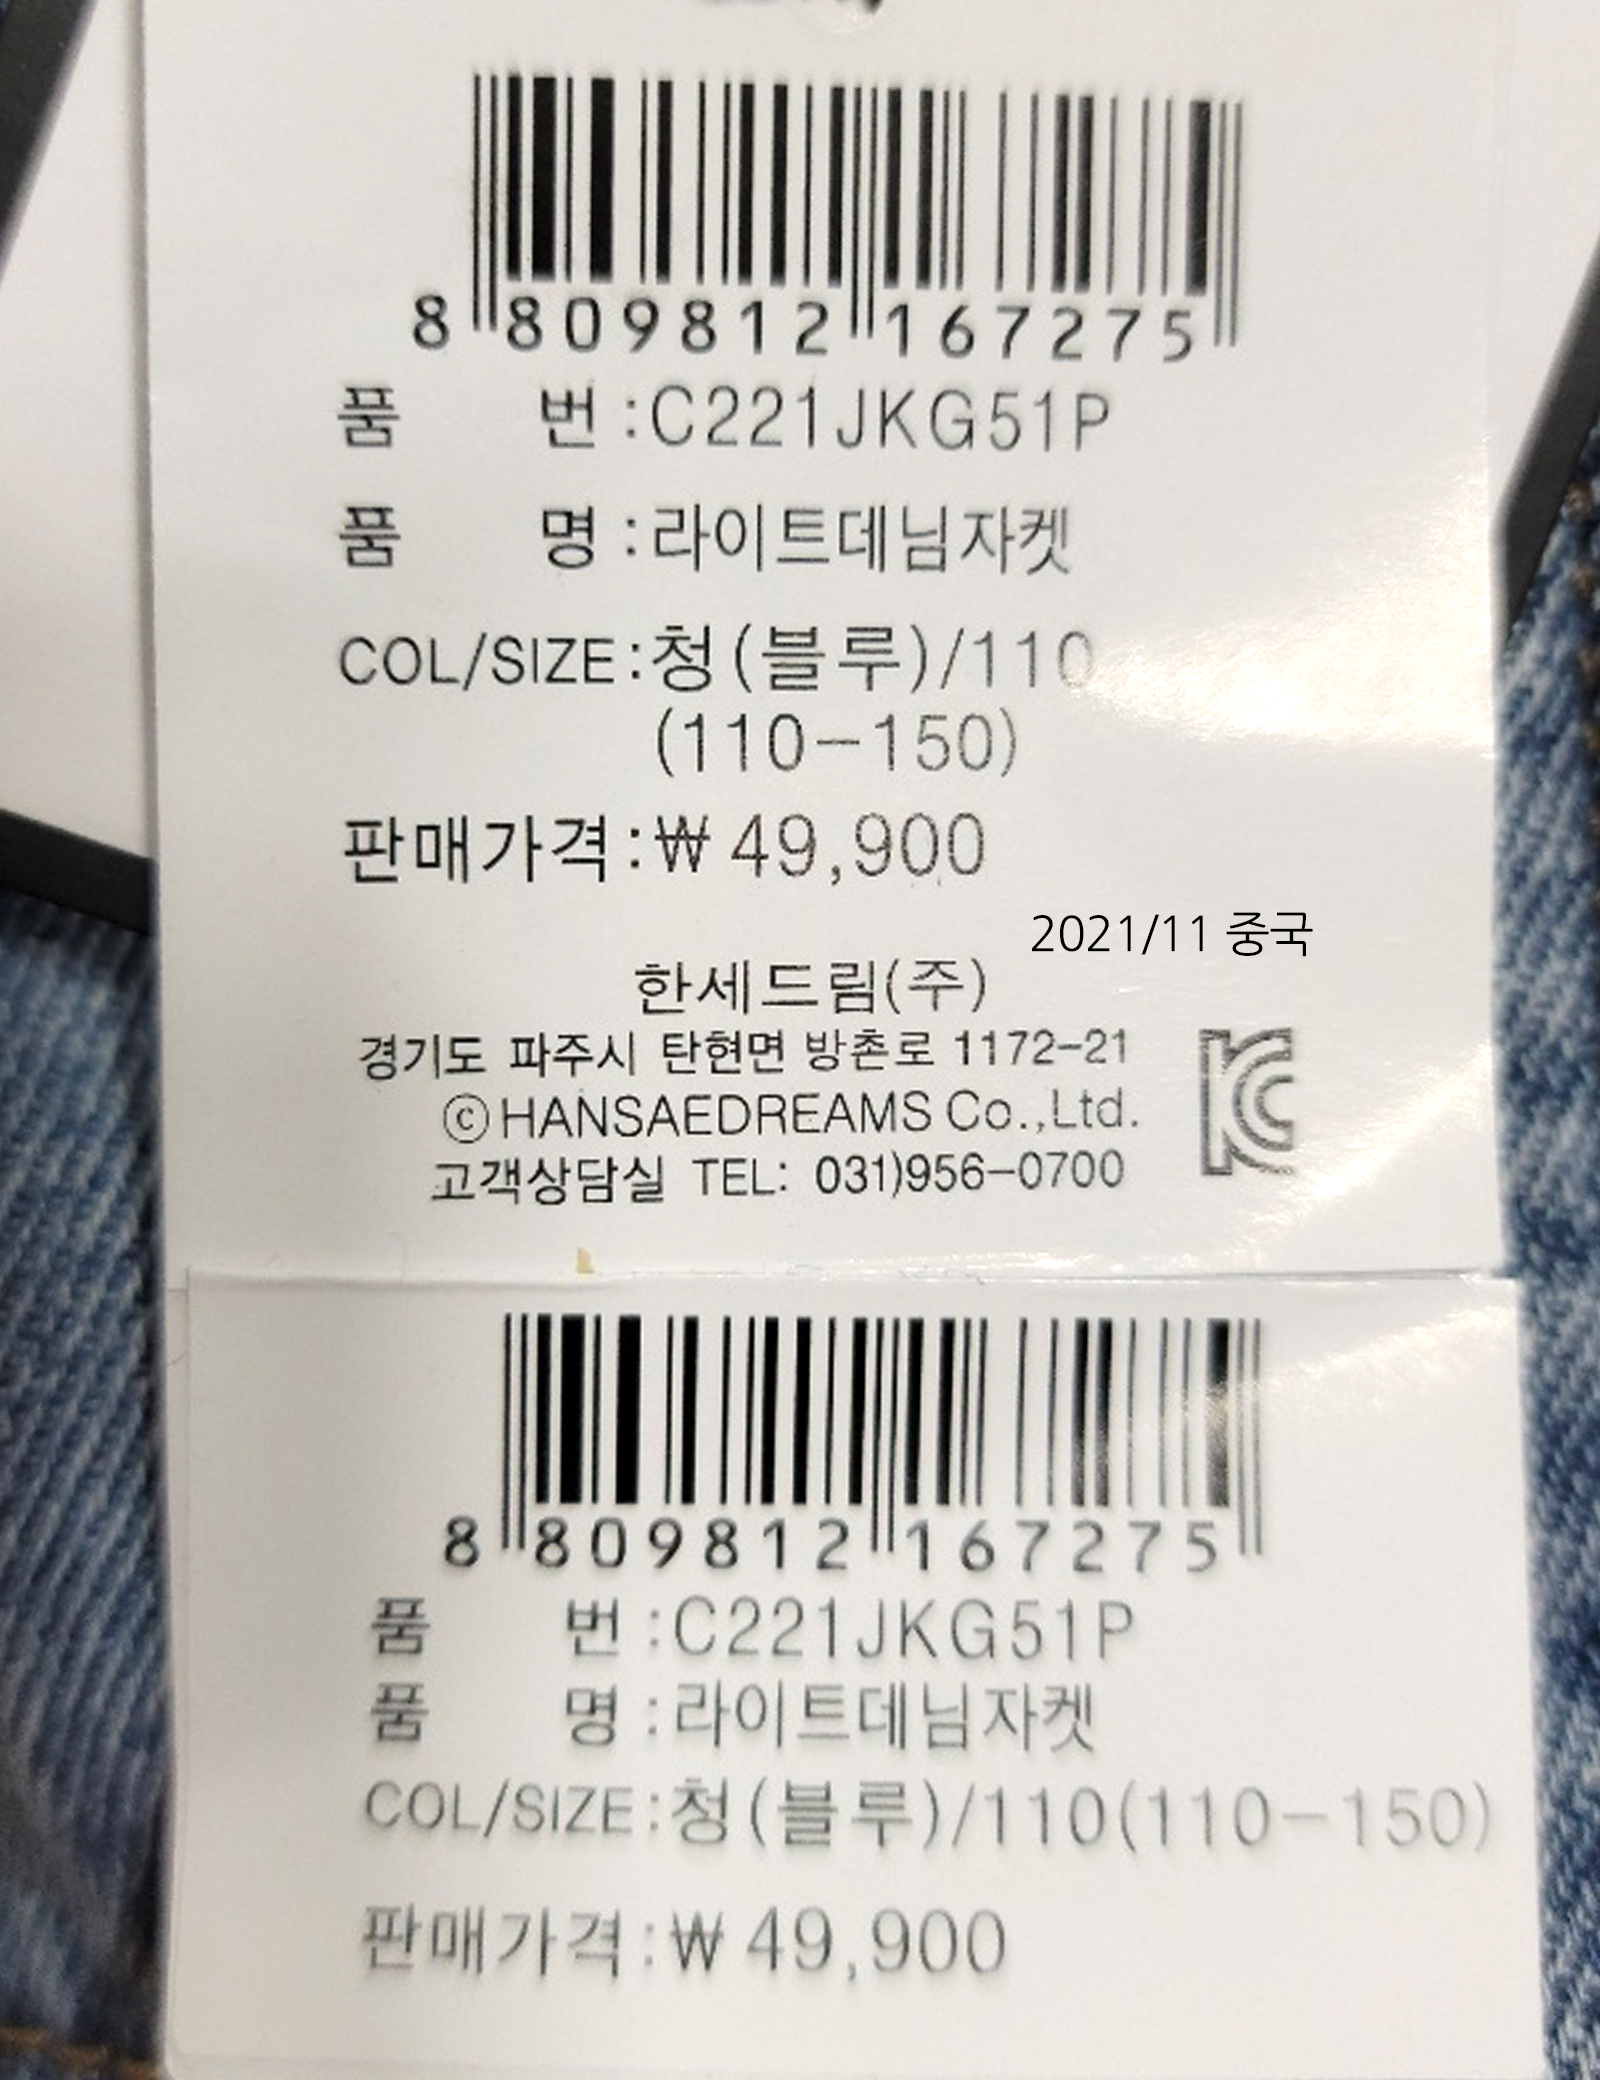 8 809812 167275
품 번 : C221JKG51P
품 명 : 라이트데님자켓
COL/SIZE : 청(블루)/110
(110-150)
판매가격 : ₩ 49,900
2021/11 중국
한세드림(주)
경기도 파주시 탄현면 방촌로 1172-21
ⓒHANSAEDREAMS Co.,Ltd.
고객상담실 TEL: 031)956-0700
KC
8 809812 167275
품 번 : C221JKG51P
품 명 : 라이트데님자켓
COL/SIZE : 청(블루)/110(110-150)
판매가격 : ₩ 49,900